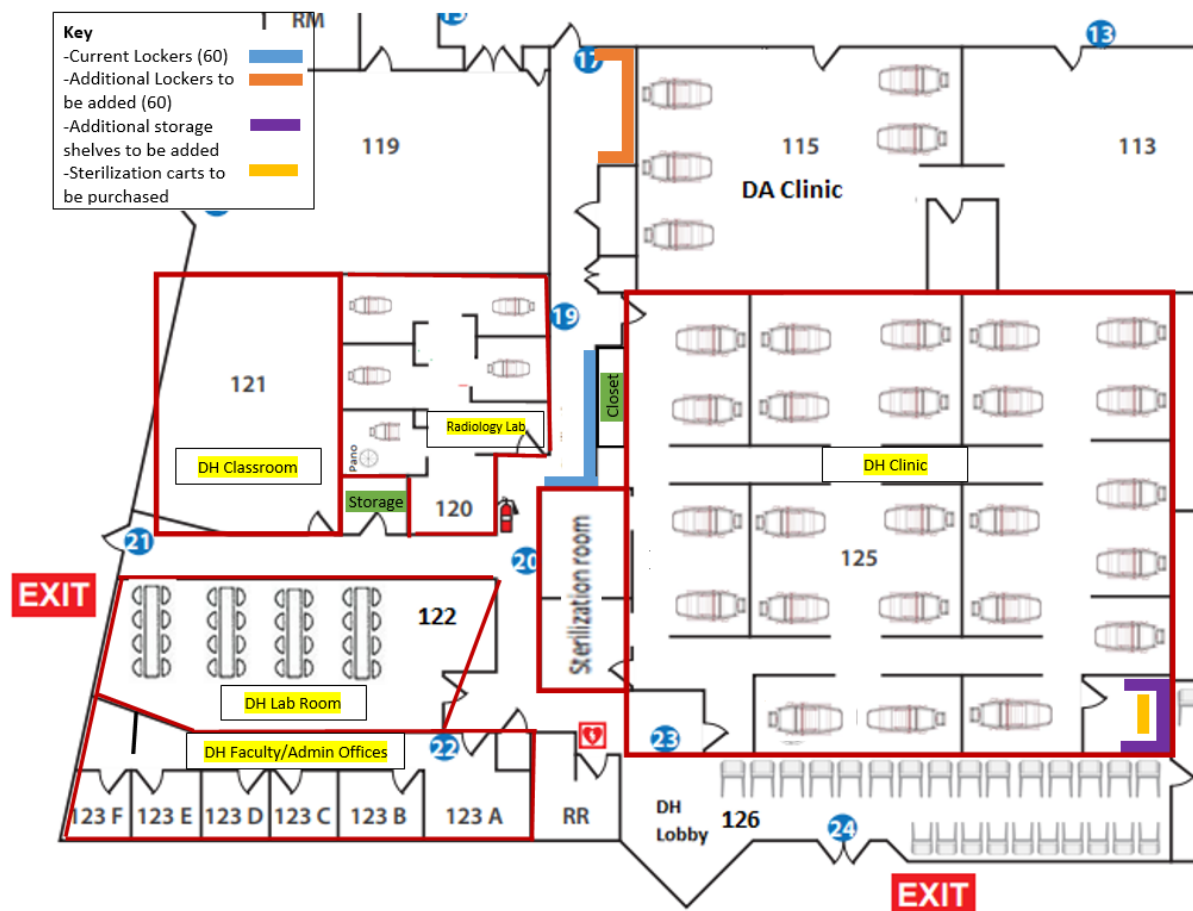 RM
15
Key
-Current Lockers (60)
-Additional Lockers to
be added (60)
-Additional storage
shelves to be added
-Sterilization carts to
be purchased
17
13
119
115
113
DA Clinic
19
121
Closet
Radiology Lab
DH Classroom
Pano
DH Clinic
Storage
120
21
20
125
EXIT
Sterilization room
122
DH Lab Room
DH Faculty/Admin Offices
22
23
123 F
123 E
123 D
123 C
123 B
123 A
RR
DH
Lobby
126
24
EXIT